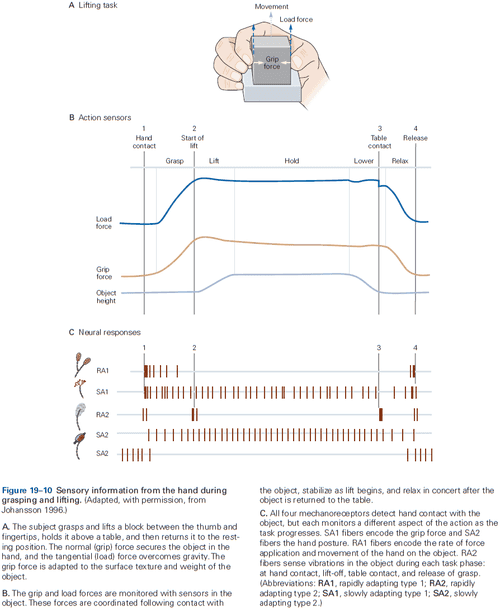 A Lifting task
Movement
Load force
Grip
force
B Action sensors
1 2 3 4
Hand
contact
Start of
lift
Table
contact
Release
Grasp Lift Hold Lower Relax
Load
force
Grip
force
Object
height
C Neural responses
1 2 3 4
RA1
SA1
RA2
SA2
SA2
Figure 19–10 Sensory information from the hand during
grasping and lifting. (Adapted, with permission, from
Johansson 1996.)
A. The subject grasps and lifts a block between the thumb and
fingertips, holds it above a table, and then returns it to the rest-
ing position. The normal (grip) force secures the object in the
hand, and the tangential (load) force overcomes gravity. The
grip force is adapted to the surface texture and weight of the
object.
B. The grip and load forces are monitored with sensors in the
object. These forces are coordinated following contact with
the object, stabilize as lift begins, and relax in concert after the
object is returned to the table.
C. All four mechanoreceptors detect hand contact with the
object, but each monitors a different aspect of the action as the
task progresses. SA1 fibers encode the grip force and SA2
fibers the hand posture. RA1 fibers encode the rate of force
application and movement of the hand on the object. RA2
fibers sense vibrations in the object during each task phase:
at hand contact, lift-off, table contact, and release of grasp.
(Abbreviations: RA1, rapidly adapting type 1; RA2, rapidly
adapting type 2; SA1, slowly adapting type 1; SA2, slowly
adapting type 2.)